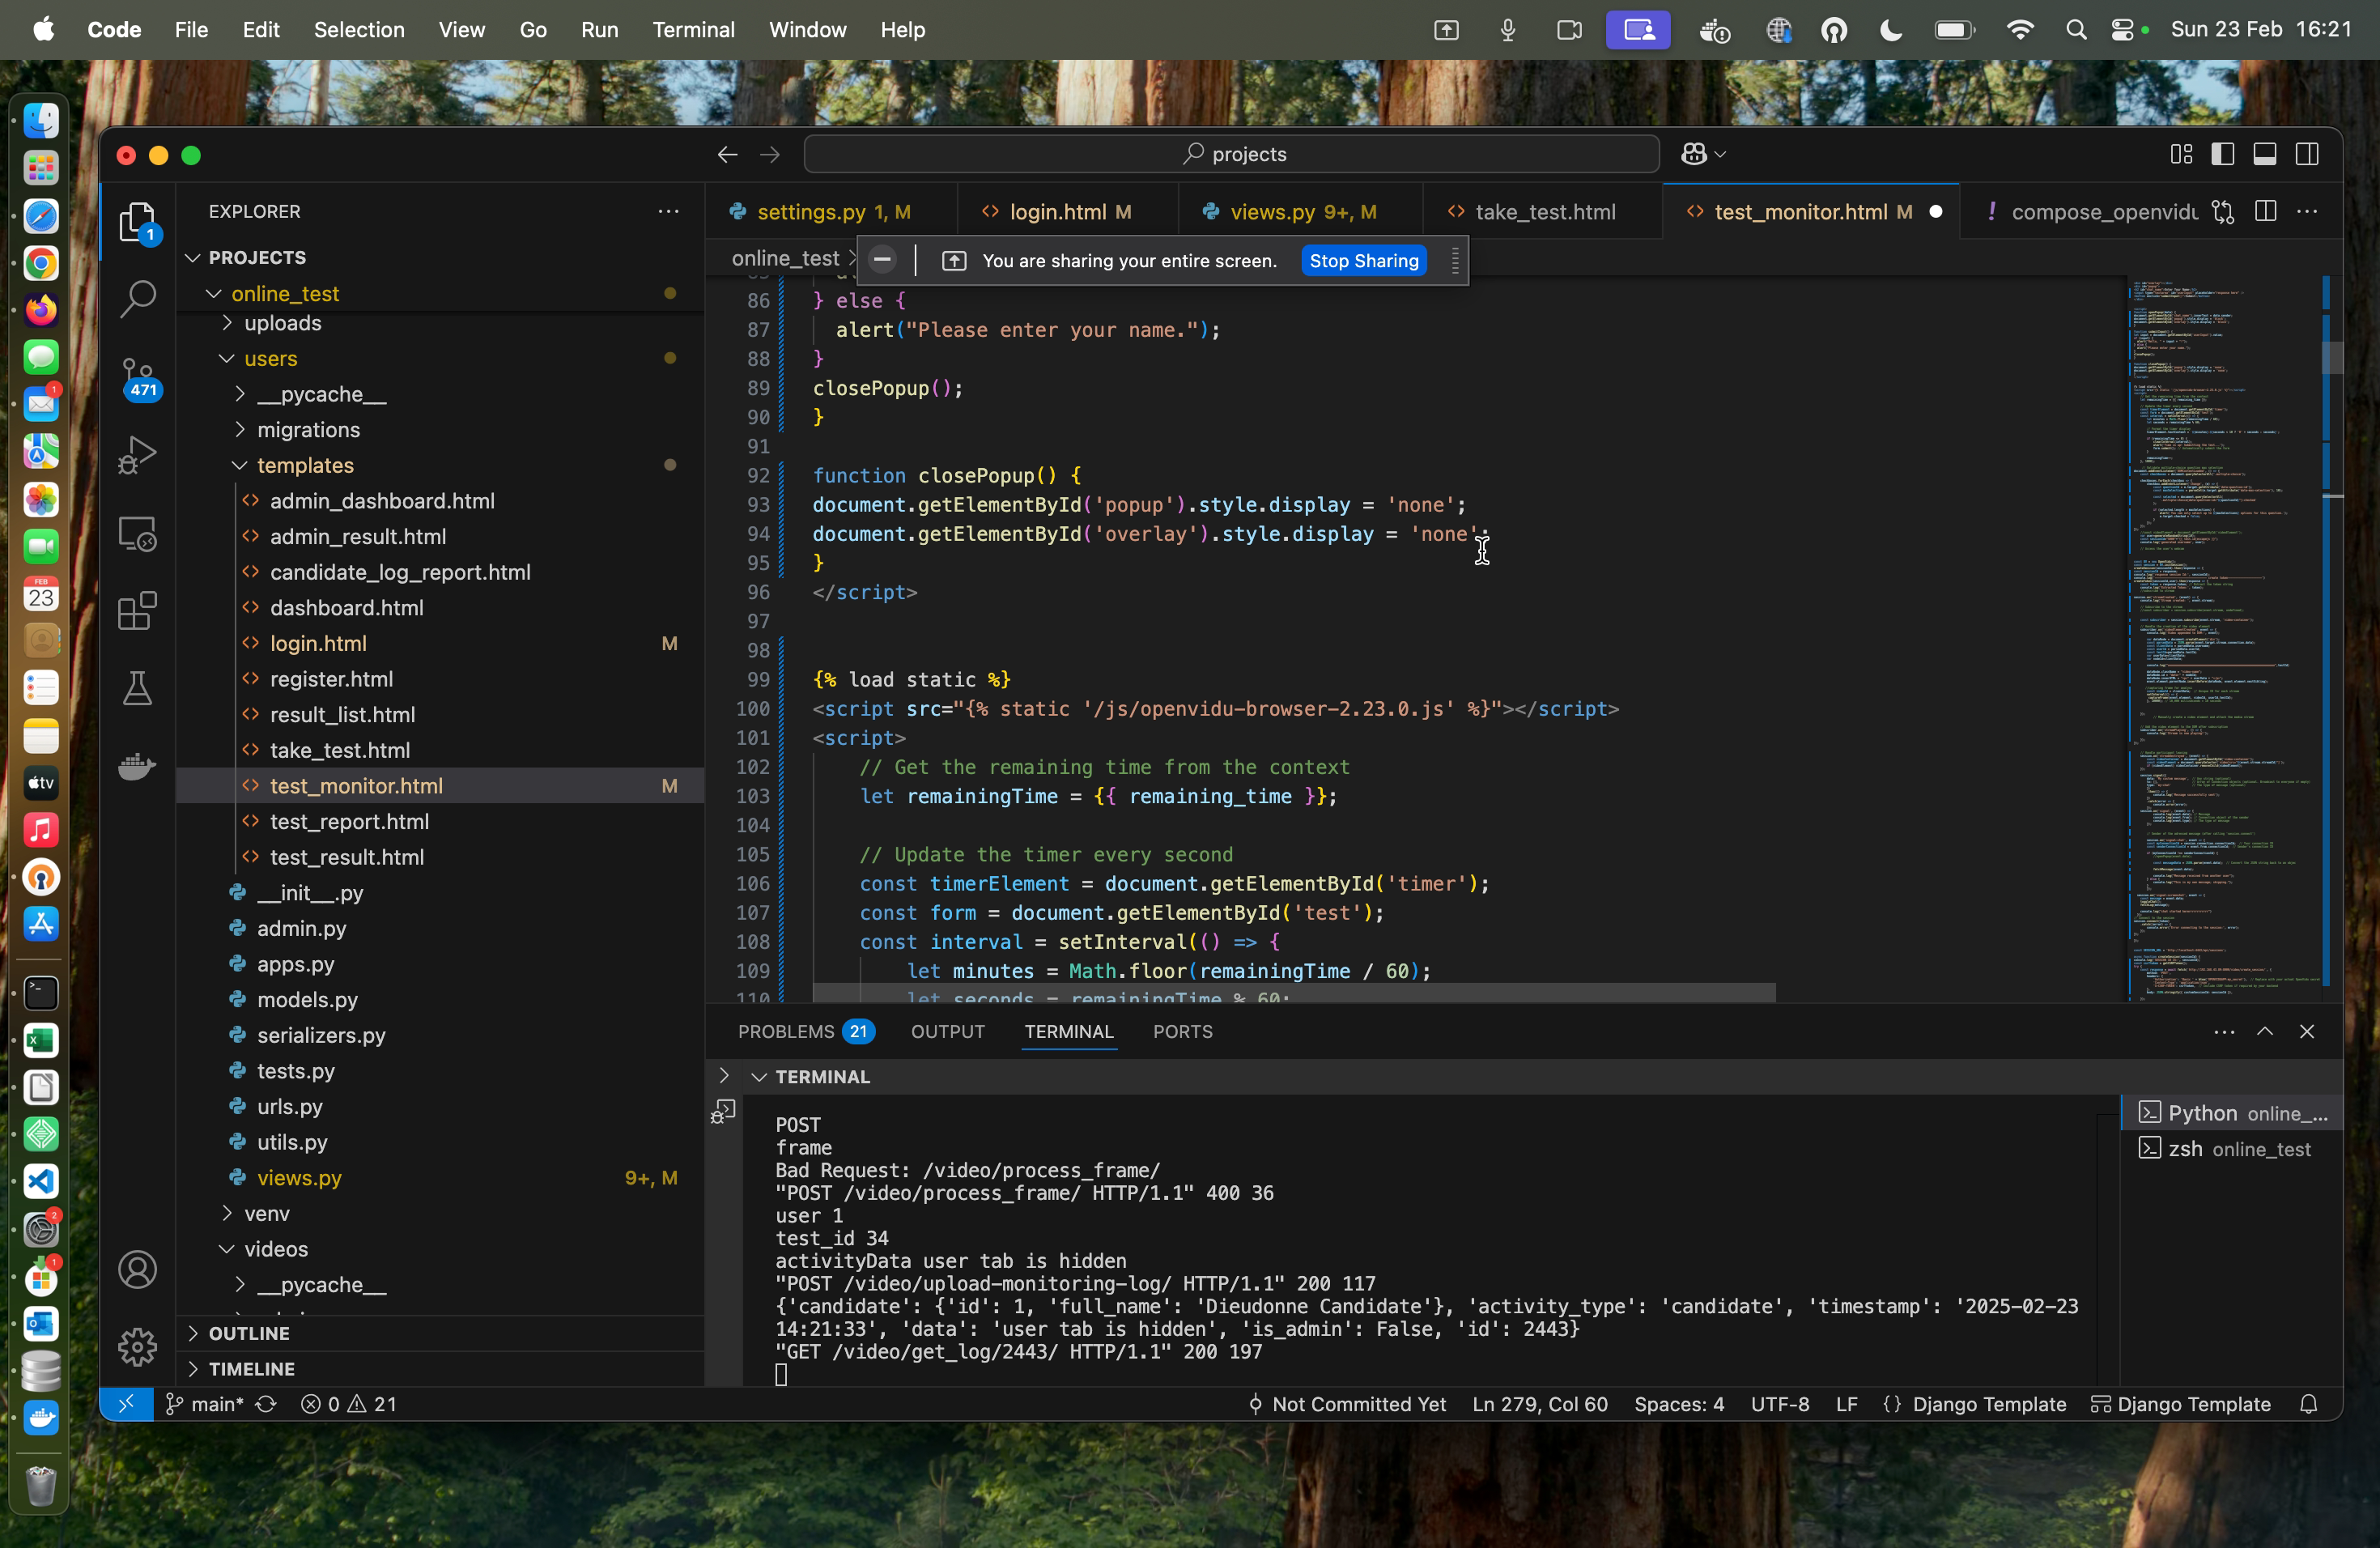 Code File Edit Selection View Go Run Terminal Window Help Sun 23 Feb 16:21
projects
EXPLORER
PROJECTS
online_test
uploads
users
__pycache__
migrations
templates
admin_dashboard.html
admin_result.html
candidate_log_report.html
dashboard.html
login.html M
register.html
result_list.html
take_test.html
test_monitor.html M
test_report.html
test_result.html
__init__.py
admin.py
apps.py
models.py
serializers.py
tests.py
urls.py
utils.py
views.py 9+, M
venv
videos
__pycache__
OUTLINE
TIMELINE
1
471
FEB
23
tv
settings.py 1, M login.html M views.py 9+, M take_test.html test_monitor.html M compose_openvidu
online_test >
You are sharing your entire screen. Stop Sharing
86 } else {
87 alert("Please enter your name.");
88 }
89 closePopup();
90 }
91
92 function closePopup() {
93 document.getElementById('popup').style.display = 'none';
94 document.getElementById('overlay').style.display = 'none';
95 }
96 </script>
97
98
99 {% load static %}
100 <script src="{% static '/js/openvidu-browser-2.23.0.js' %}"></script>
101 <script>
102 // Get the remaining time from the context
103 let remainingTime = {{ remaining_time }};
104
105 // Update the timer every second
106 const timerElement = document.getElementById('timer');
107 const form = document.getElementById('test');
108 const interval = setInterval(() => {
109 let minutes = Math.floor(remainingTime / 60);
110 let seconds = remainingTime % 60;
PROBLEMS 21 OUTPUT TERMINAL PORTS
TERMINAL
POST
frame
Bad Request: /video/process_frame/
"POST /video/process_frame/ HTTP/1.1" 400 36
user 1
test_id 34
activityData user tab is hidden
"POST /video/upload-monitoring-log/ HTTP/1.1" 200 117
{'candidate': {'id': 1, 'full_name': 'Dieudonne Candidate'}, 'activity_type': 'candidate', 'timestamp': '2025-02-23
14:21:33', 'data': 'user tab is hidden', 'is_admin': False, 'id': 2443}
"GET /video/get_log/2443/ HTTP/1.1" 200 197
Python online_...
zsh online_test
main* 0 21 Not Committed Yet Ln 279, Col 60 Spaces: 4 UTF-8 LF {} Django Template Django Template